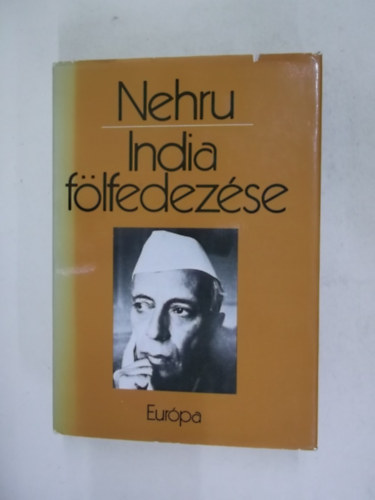 Nehru
India
fölfedezése
Európa